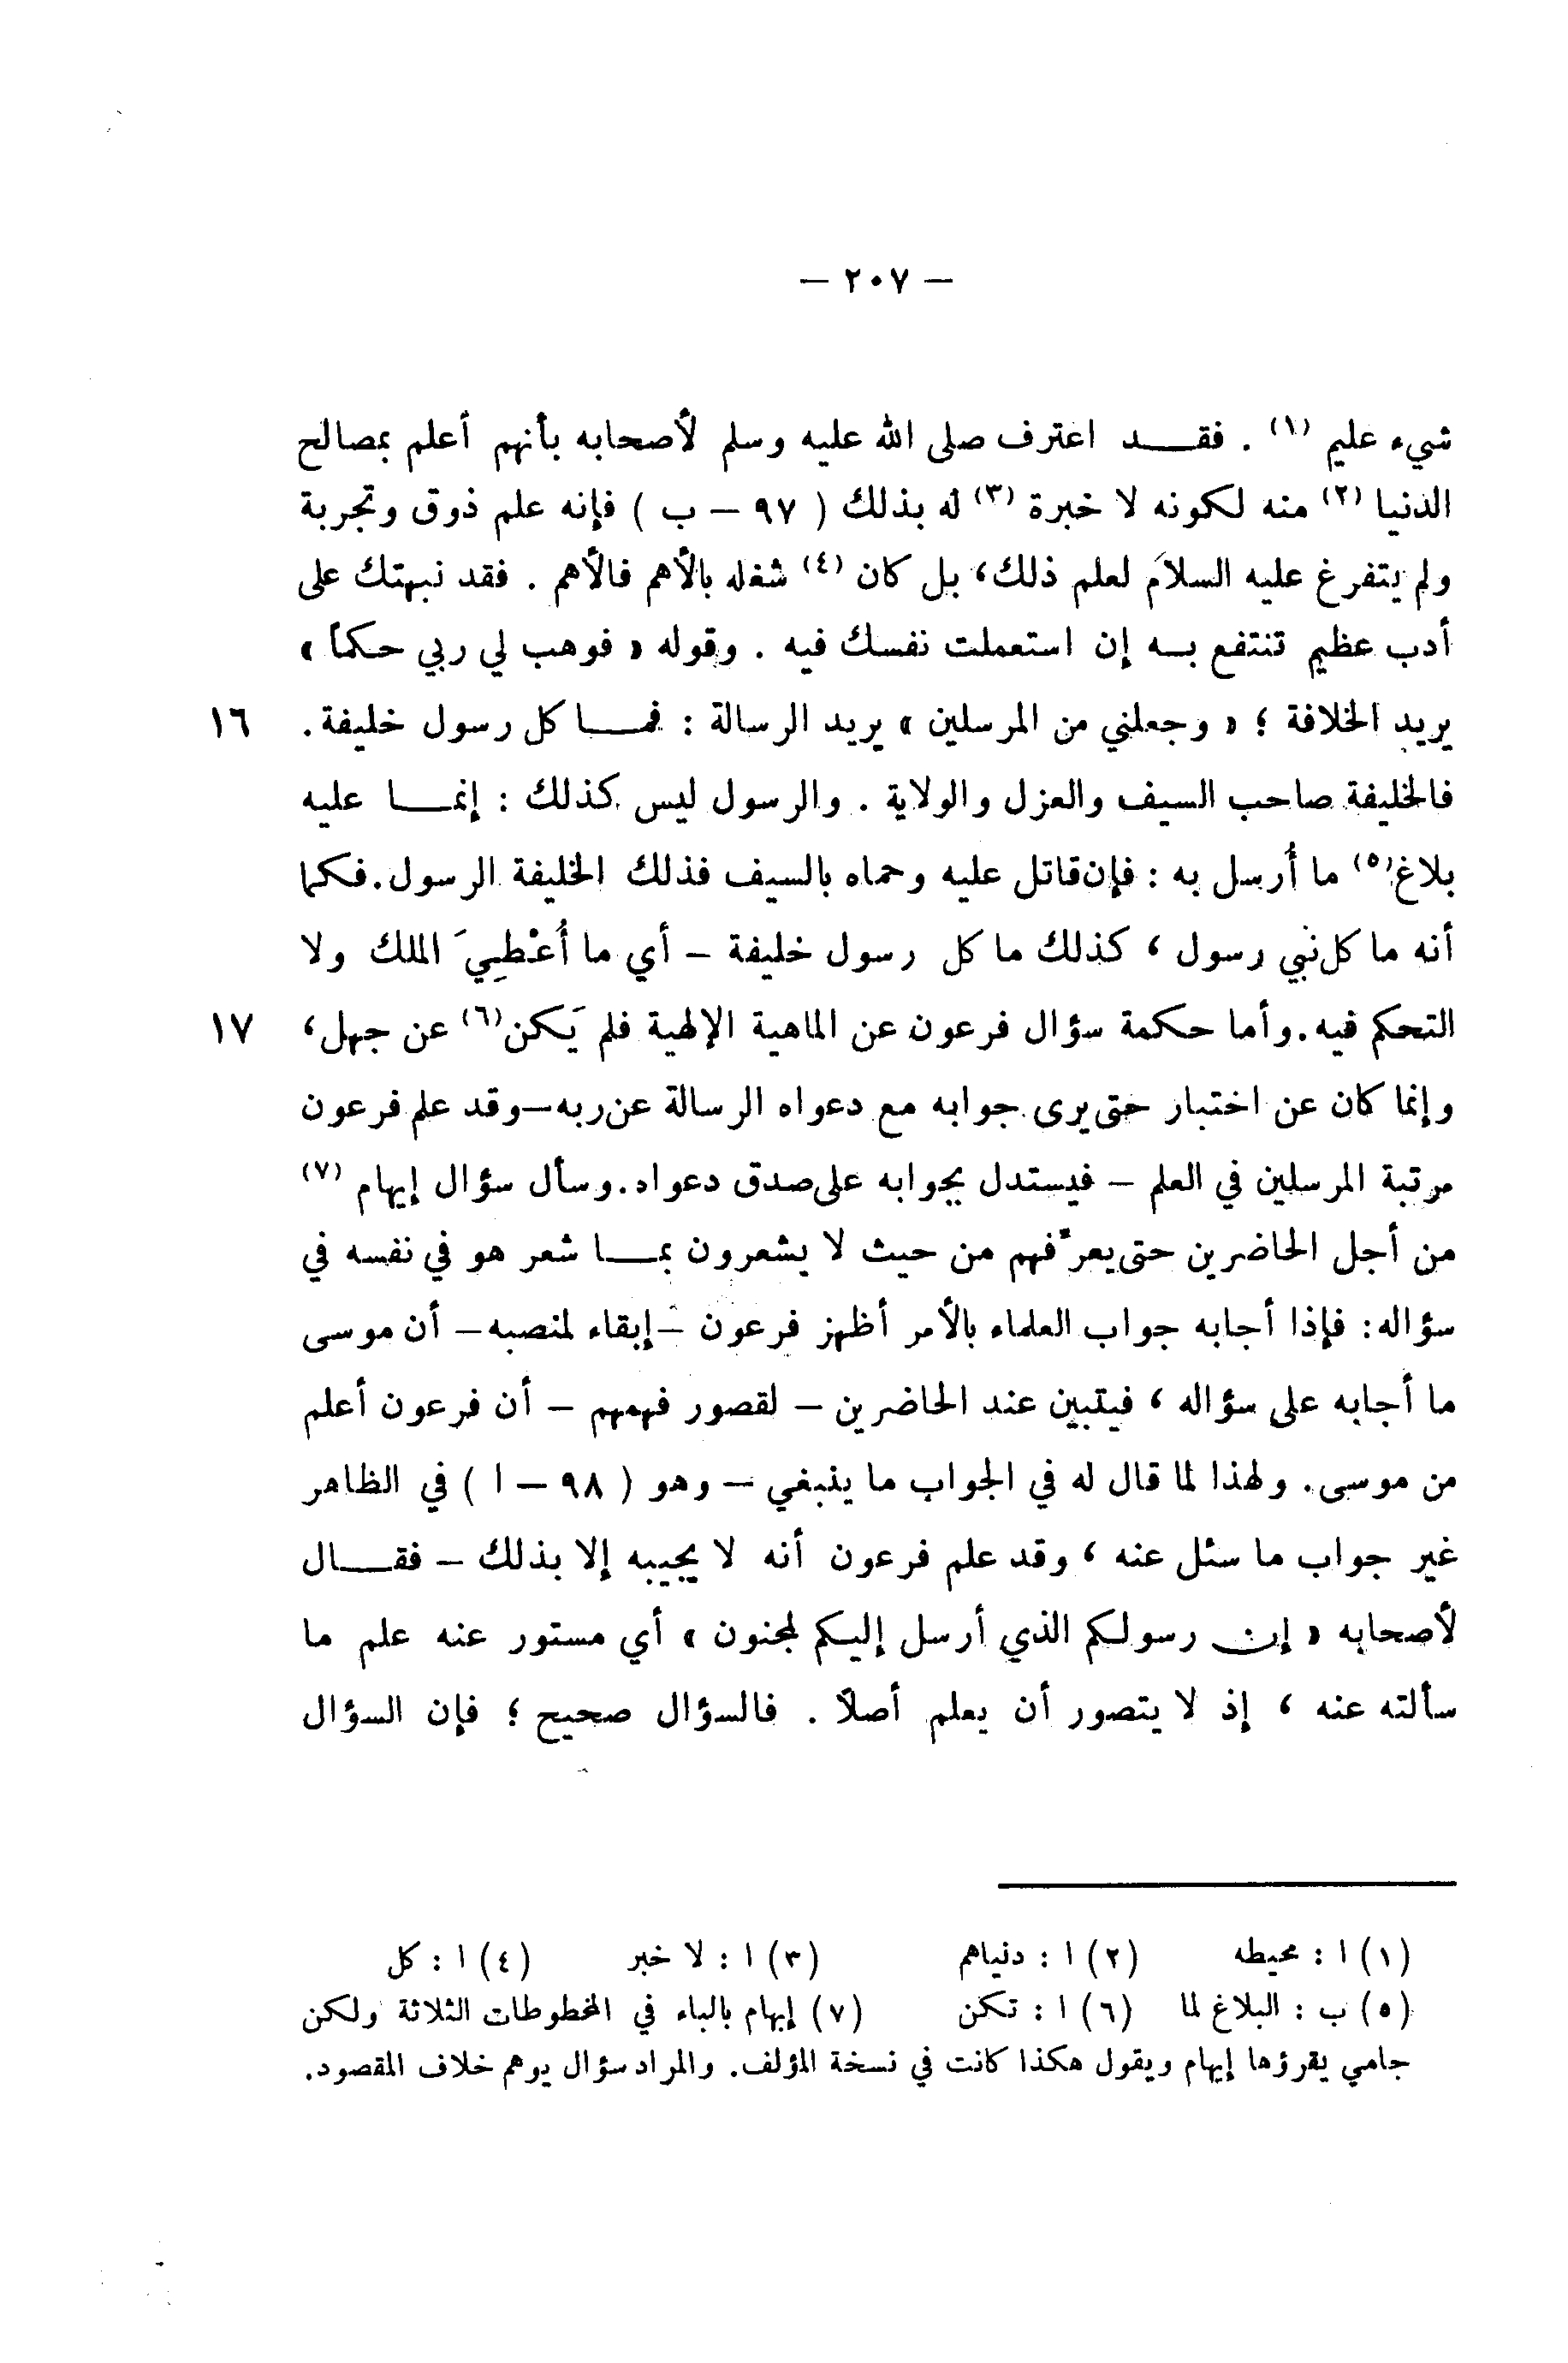 — ٢٠٧ —
شيء عليم (١) . فقد اعترف صلى الله عليه وسلم لأصحابه بأنهم أعلم بمصالح
الدنيا (٢) منه لكونه لا خبرة (٣) له بذلك ( ٩٧ – ب ) فإنه علم ذوق وتجربة
ولم يتفرغ عليه السلام لعلم ذلك، بل كان (٤) شغله بالأهم فالأهم . فقد نبهتك على
أدب عظيم تنتفع به إن استعملت نفسك فيه . وقوله « فوهب لي ربي حكماً »
يريد الخلافة ؛ « وجعلني من المرسلين » يريد الرسالة : فما كل رسول خليفة . ١٦
فالخليفة صاحب السيف والعزل والولاية . والرسول ليس كذلك : إنما عليه
بلاغ (٥) ما أُرسل به : فإن قاتل عليه وحماه بالسيف فذلك الخليفة الرسول. فكما
أنه ما كل نبي رسول ، كذلك ما كل رسول خليفة – أي ما أُعْطِيَ الملك ولا
التحكم فيه. وأما حكمة سؤال فرعون عن الماهية الإلهية فلم يَكن (٦) عن جهل، ١٧
وإنما كان عن اختبار حتى يرى جوابه مع دعواه الرسالة عن ربه – وقد علم فرعون
مرتبة المرسلين في العلم – فيستدل بجوابه على صدق دعواه. وسأل سؤال إيهام (٧)
من أجل الحاضرين حتى يعرِّفهم من حيث لا يشعرون بما شعر هو في نفسه في
سؤاله: فإذا أجابه جواب العلماء بالأمر أظهر فرعون – إبقاء لمنصبه – أن موسى
ما أجابه على سؤاله ، فيتبين عند الحاضرين – لقصور فهمهم – أن فرعون أعلم
من موسى. ولهذا لما قال له في الجواب ما ينبغي – وهو ( ٩٨ – ا ) في الظاهر
غير جواب ما سئل عنه ، وقد علم فرعون أنه لا يجيبه إلا بذلك – فقال
لأصحابه « إن رسولكم الذي أرسل إليكم لمجنون » أي مستور عنه علم ما
سألته عنه ، إذ لا يتصور أن يعلم أصلاً . فالسؤال صحيح ؛ فإن السؤال
(١) ا : محيطه (٢) ا : دنياهم (٣) ا : لا خبر (٤) ا : كل
(٥) ب : البلاغ لما (٦) ا : تكن (٧) إبهام بالباء في المخطوطات الثلاثة ولكن
جامي يقرؤها إيهام ويقول هكذا كانت في نسخة المؤلف. والمراد سؤال يوهم خلاف المقصود.